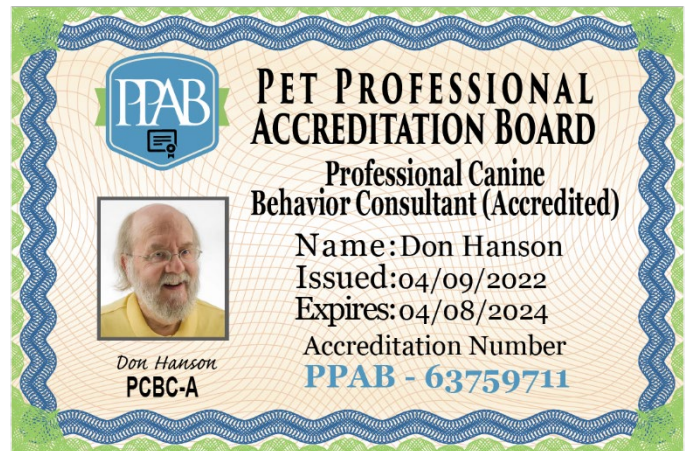 PPAB
PET PROFESSIONAL
ACCREDITATION BOARD
Professional Canine
Behavior Consultant (Accredited)
Name: Don Hanson
Issued: 04/09/2022
Expires: 04/08/2024
Accreditation Number
PPAB - 63759711
Don Hanson
PCBC-A